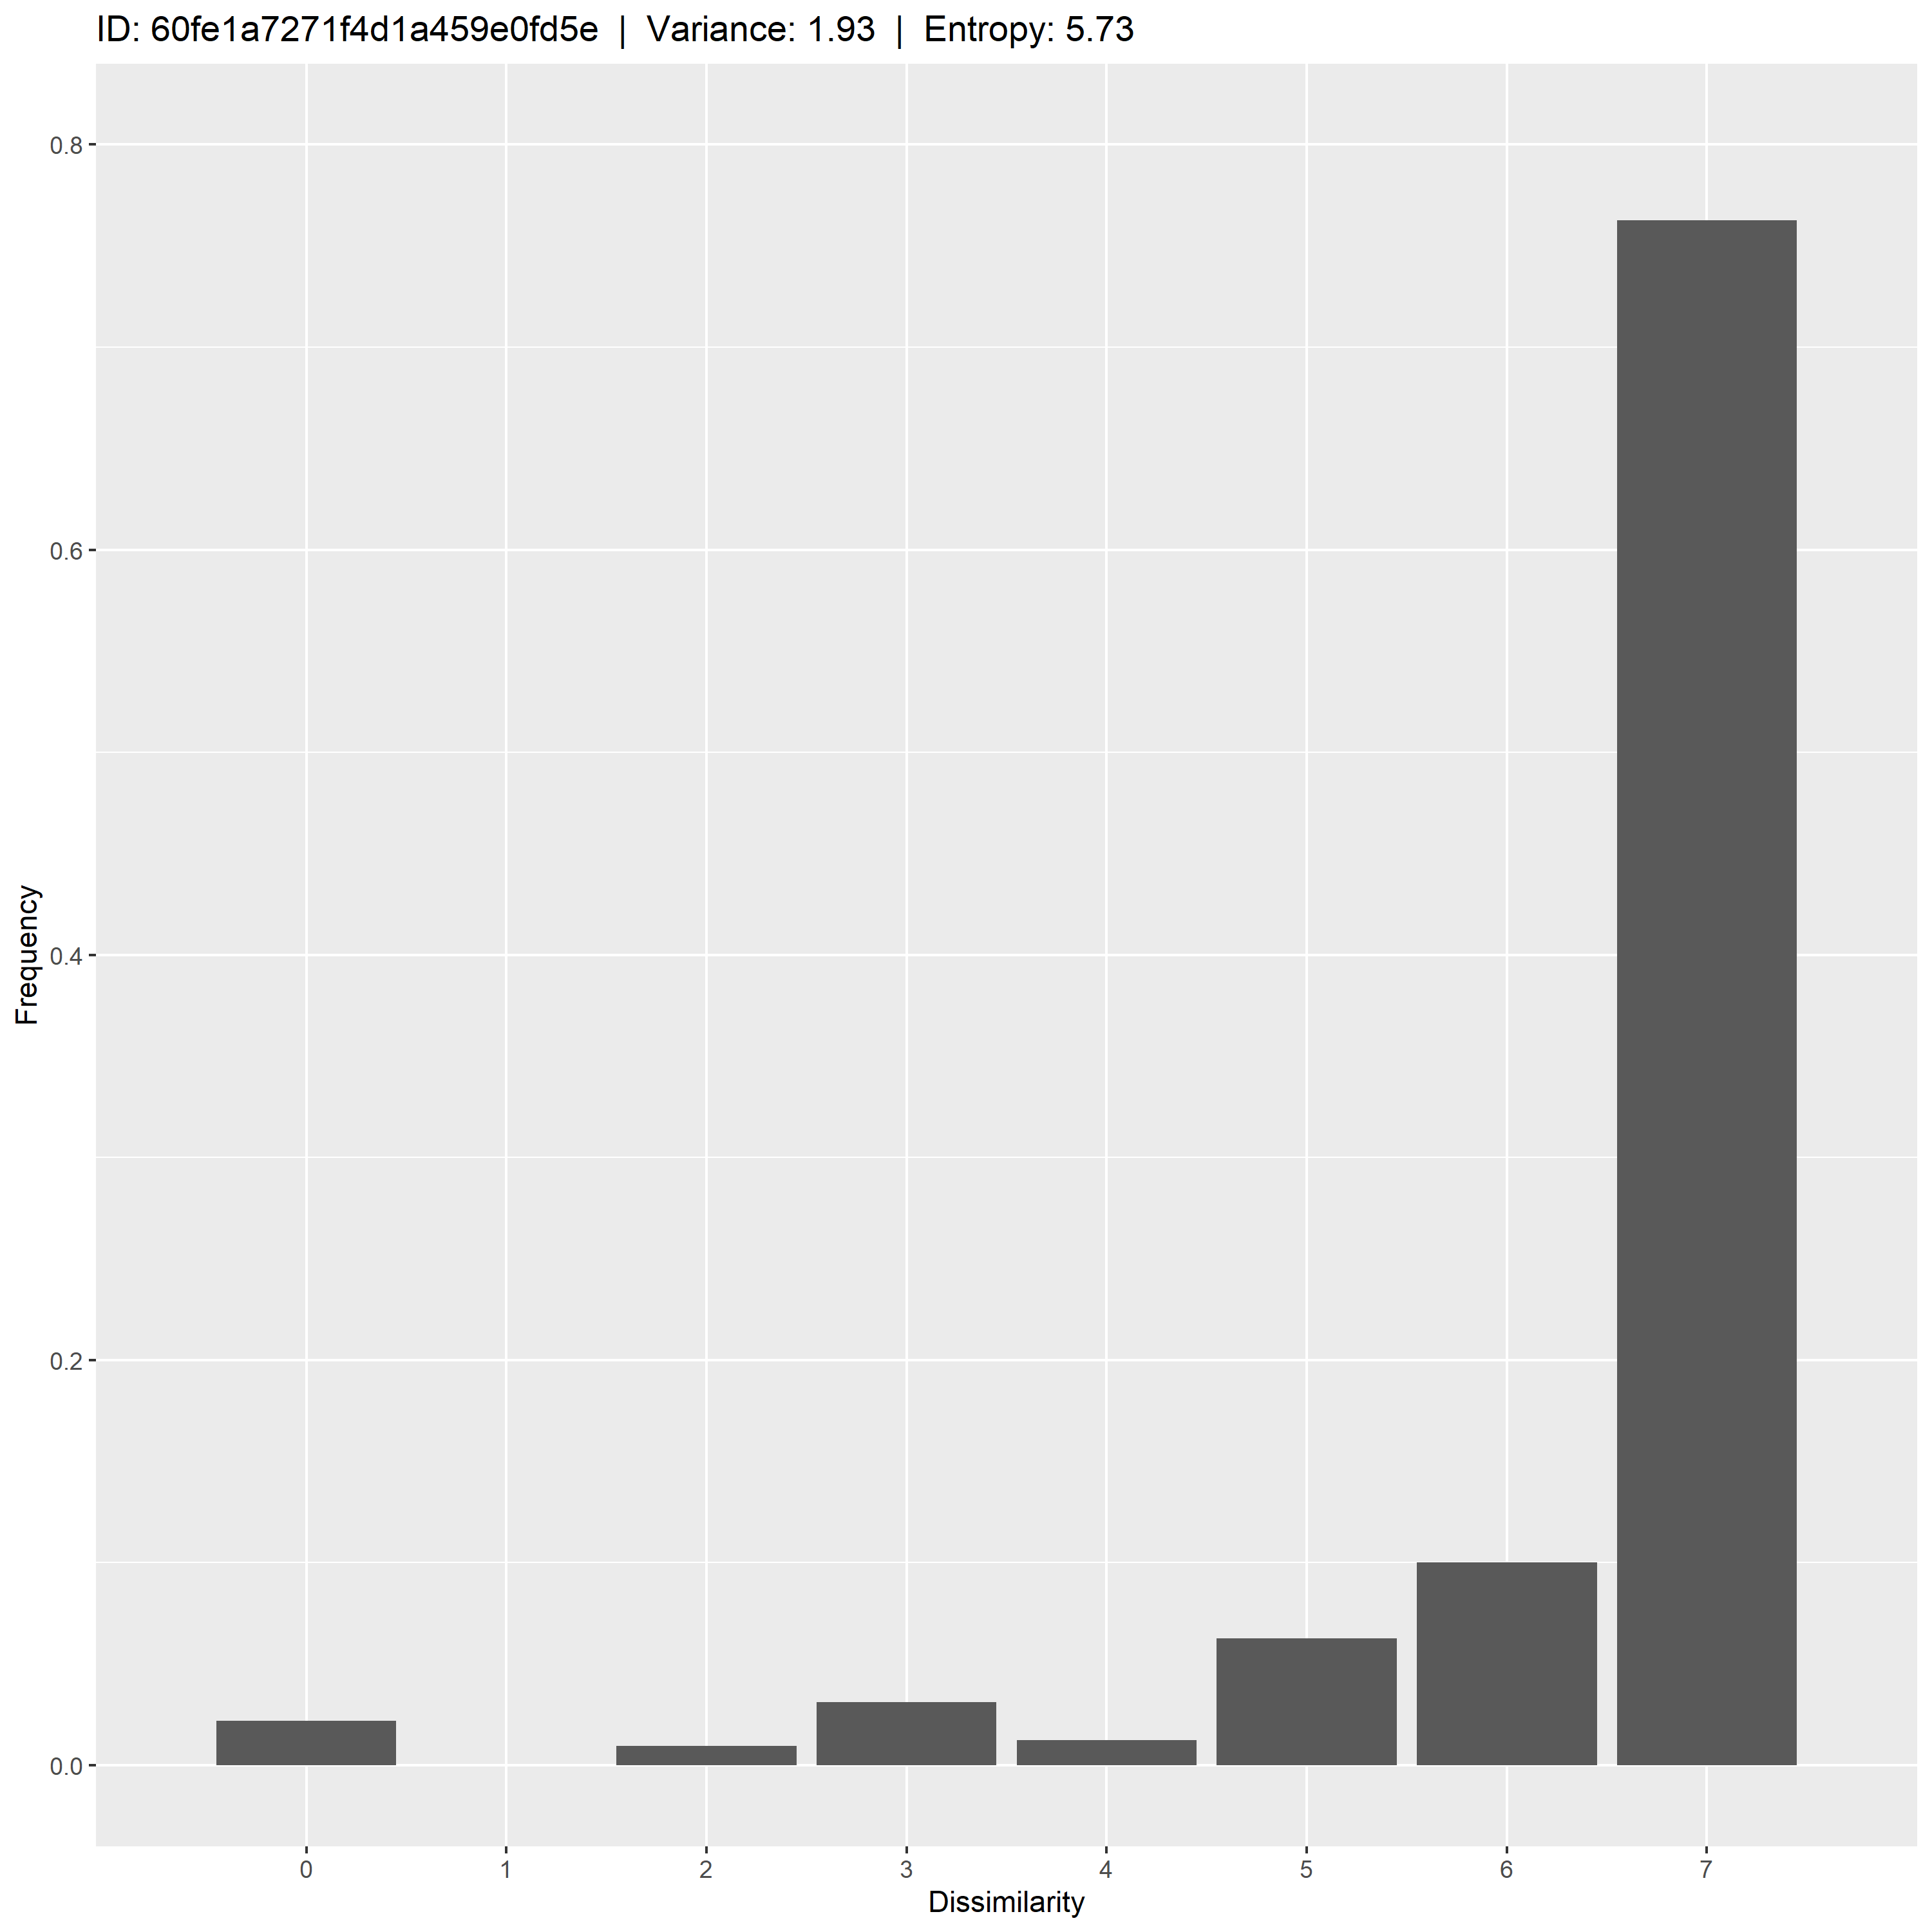 ID: 60fe1a7271f4d1a459e0fd5e | Variance: 1.93 | Entropy: 5.73
0.8
0.6
0.4
0.2
0.0
Frequency
0 1 2 3 4 5 6 7
Dissimilarity